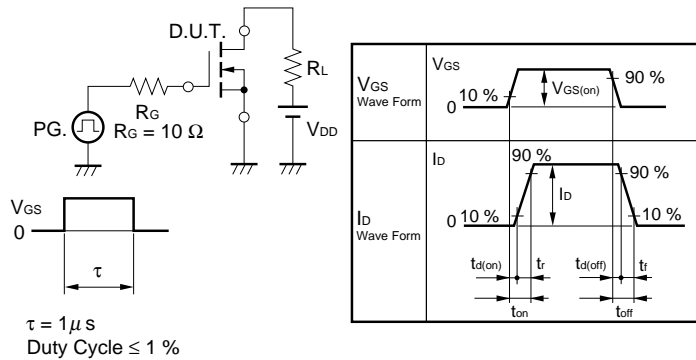 D.U.T.
RL
RG
PG.
RG = 10 Ω
VDD
VGS
0
τ
τ = 1μ s
Duty Cycle ≤ 1 %
VGS
Wave Form
VGS
10 %
0
VGS(on)
90 %
ID
Wave Form
ID
90 %
90 %
ID
0
10 %
10 %
td(on)
tr
td(off)
tf
ton
toff